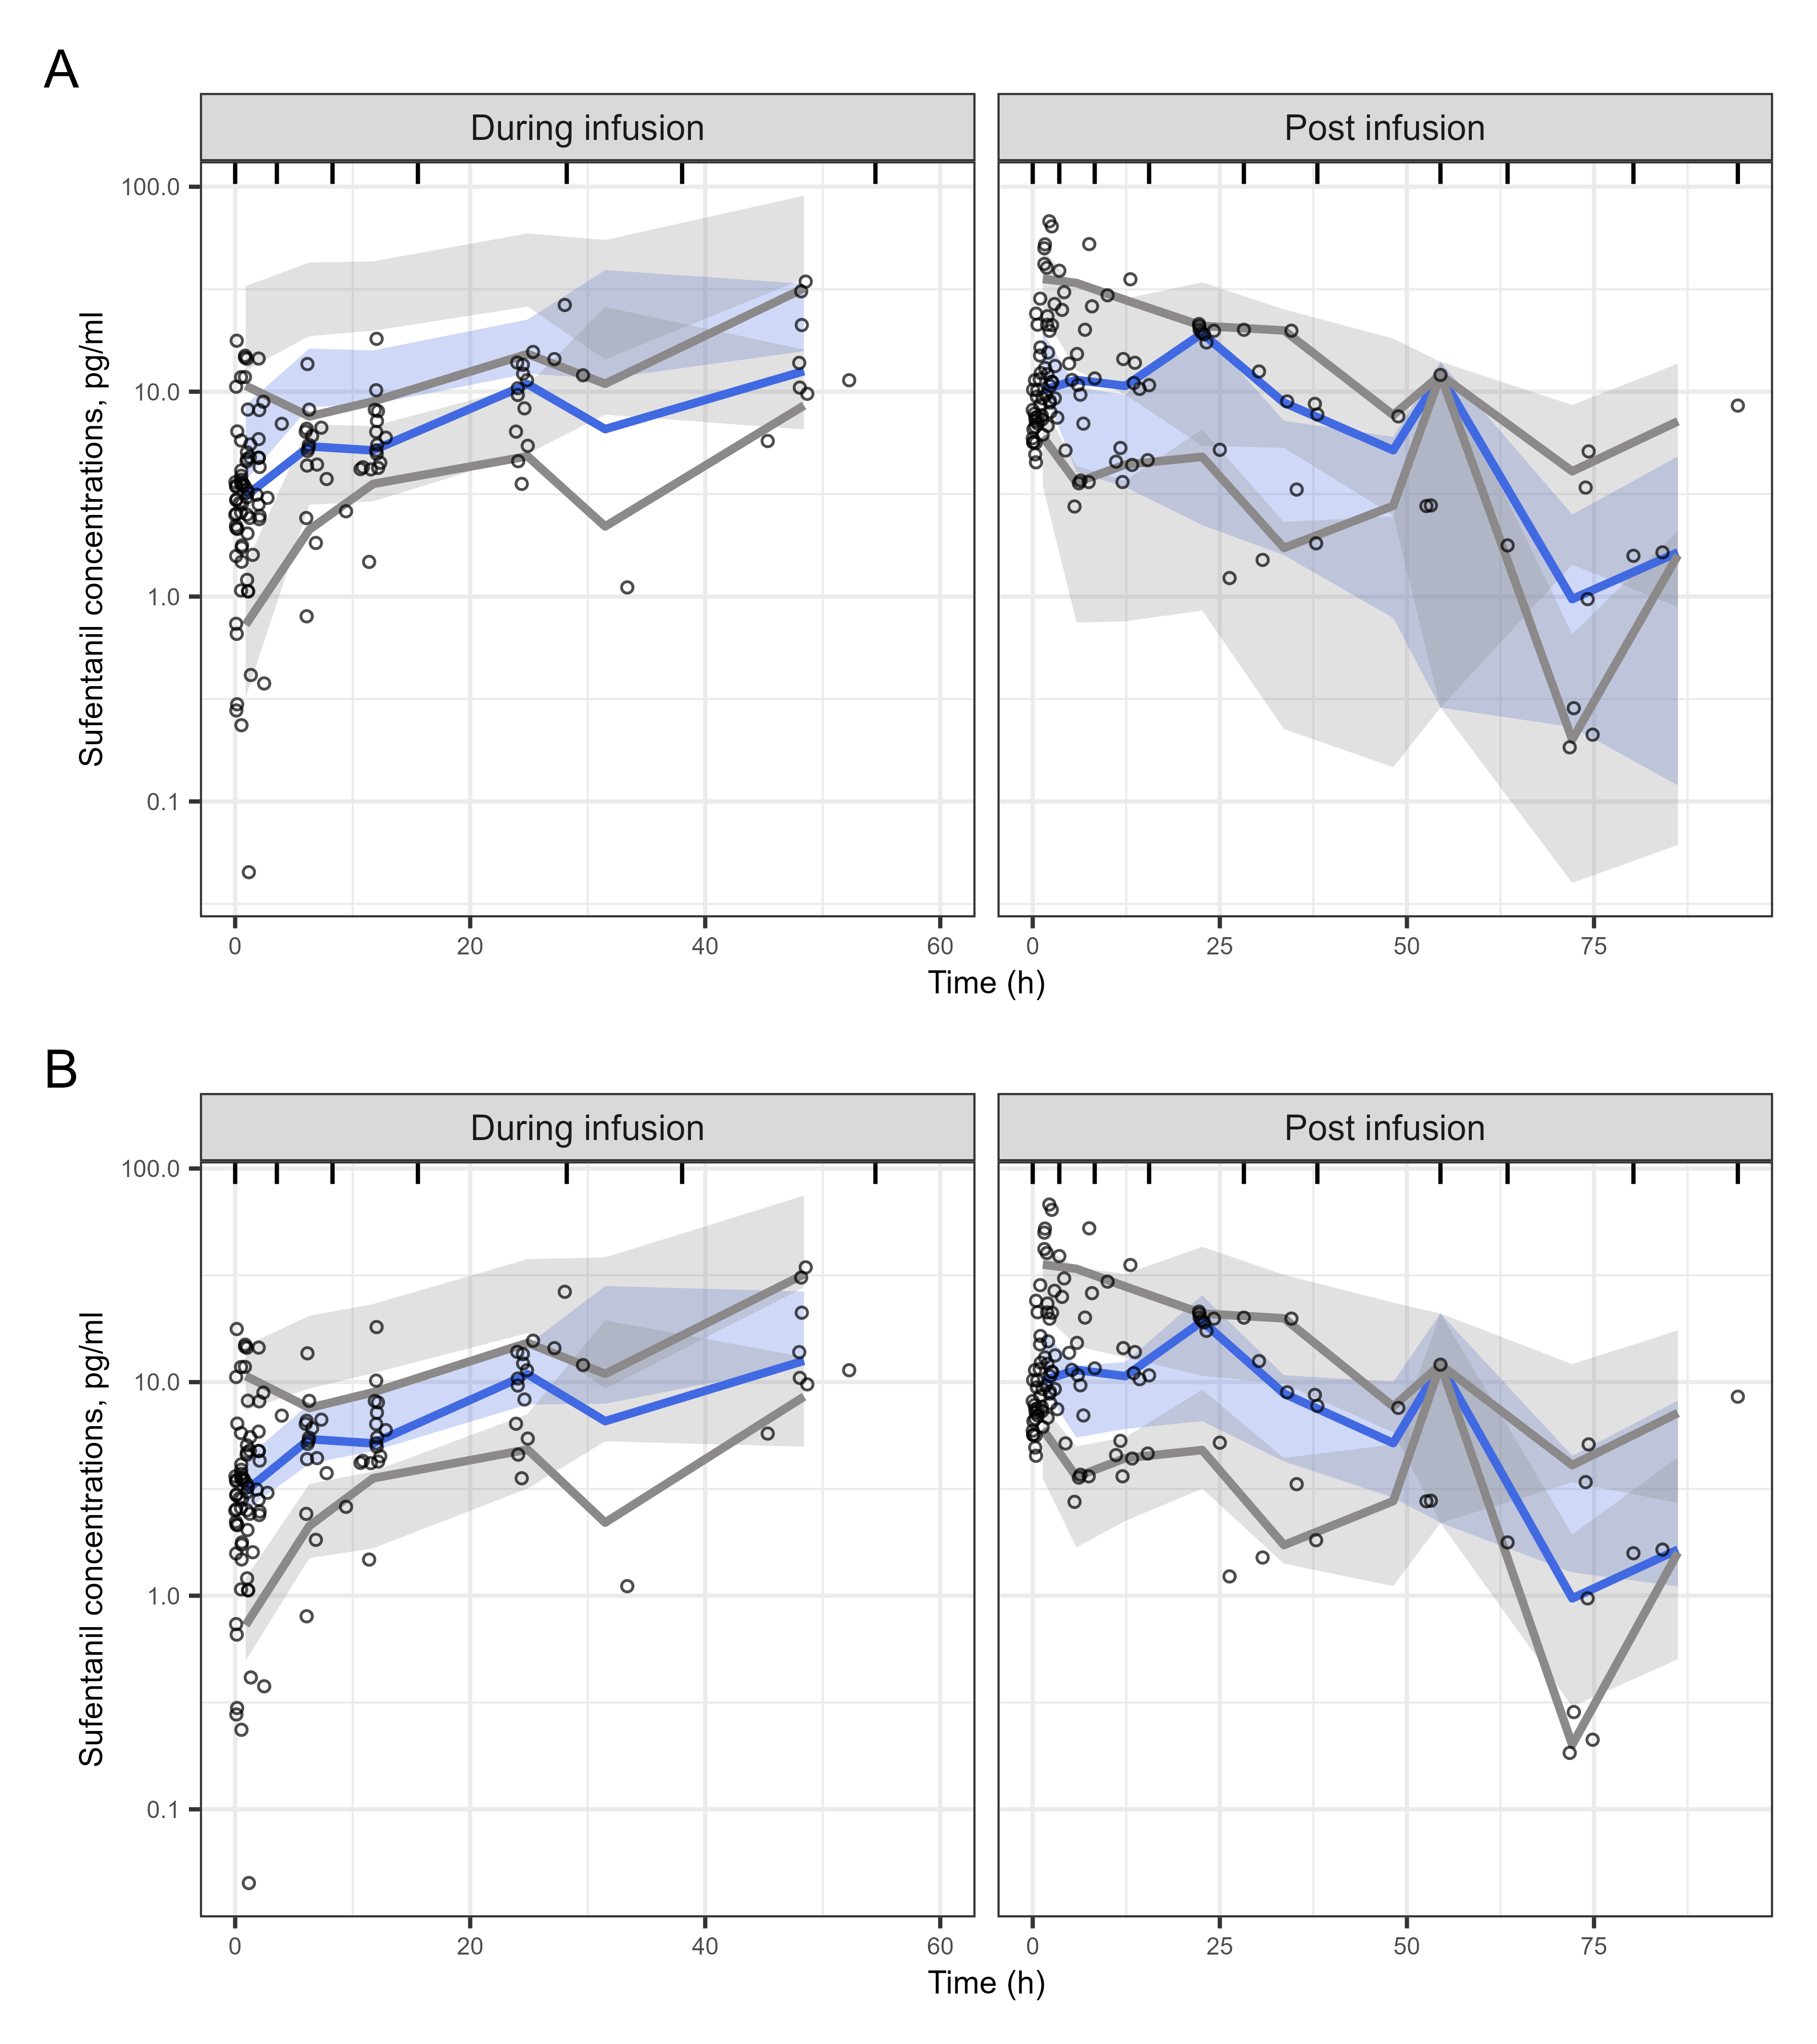 A
During infusion
Post infusion
Sufentanil concentrations, pg/ml
100.0
10.0
1.0
0.1
0 20 40 60
0 25 50 75
Time (h)
B
During infusion
Post infusion
Sufentanil concentrations, pg/ml
100.0
10.0
1.0
0.1
0 20 40 60
0 25 50 75
Time (h)